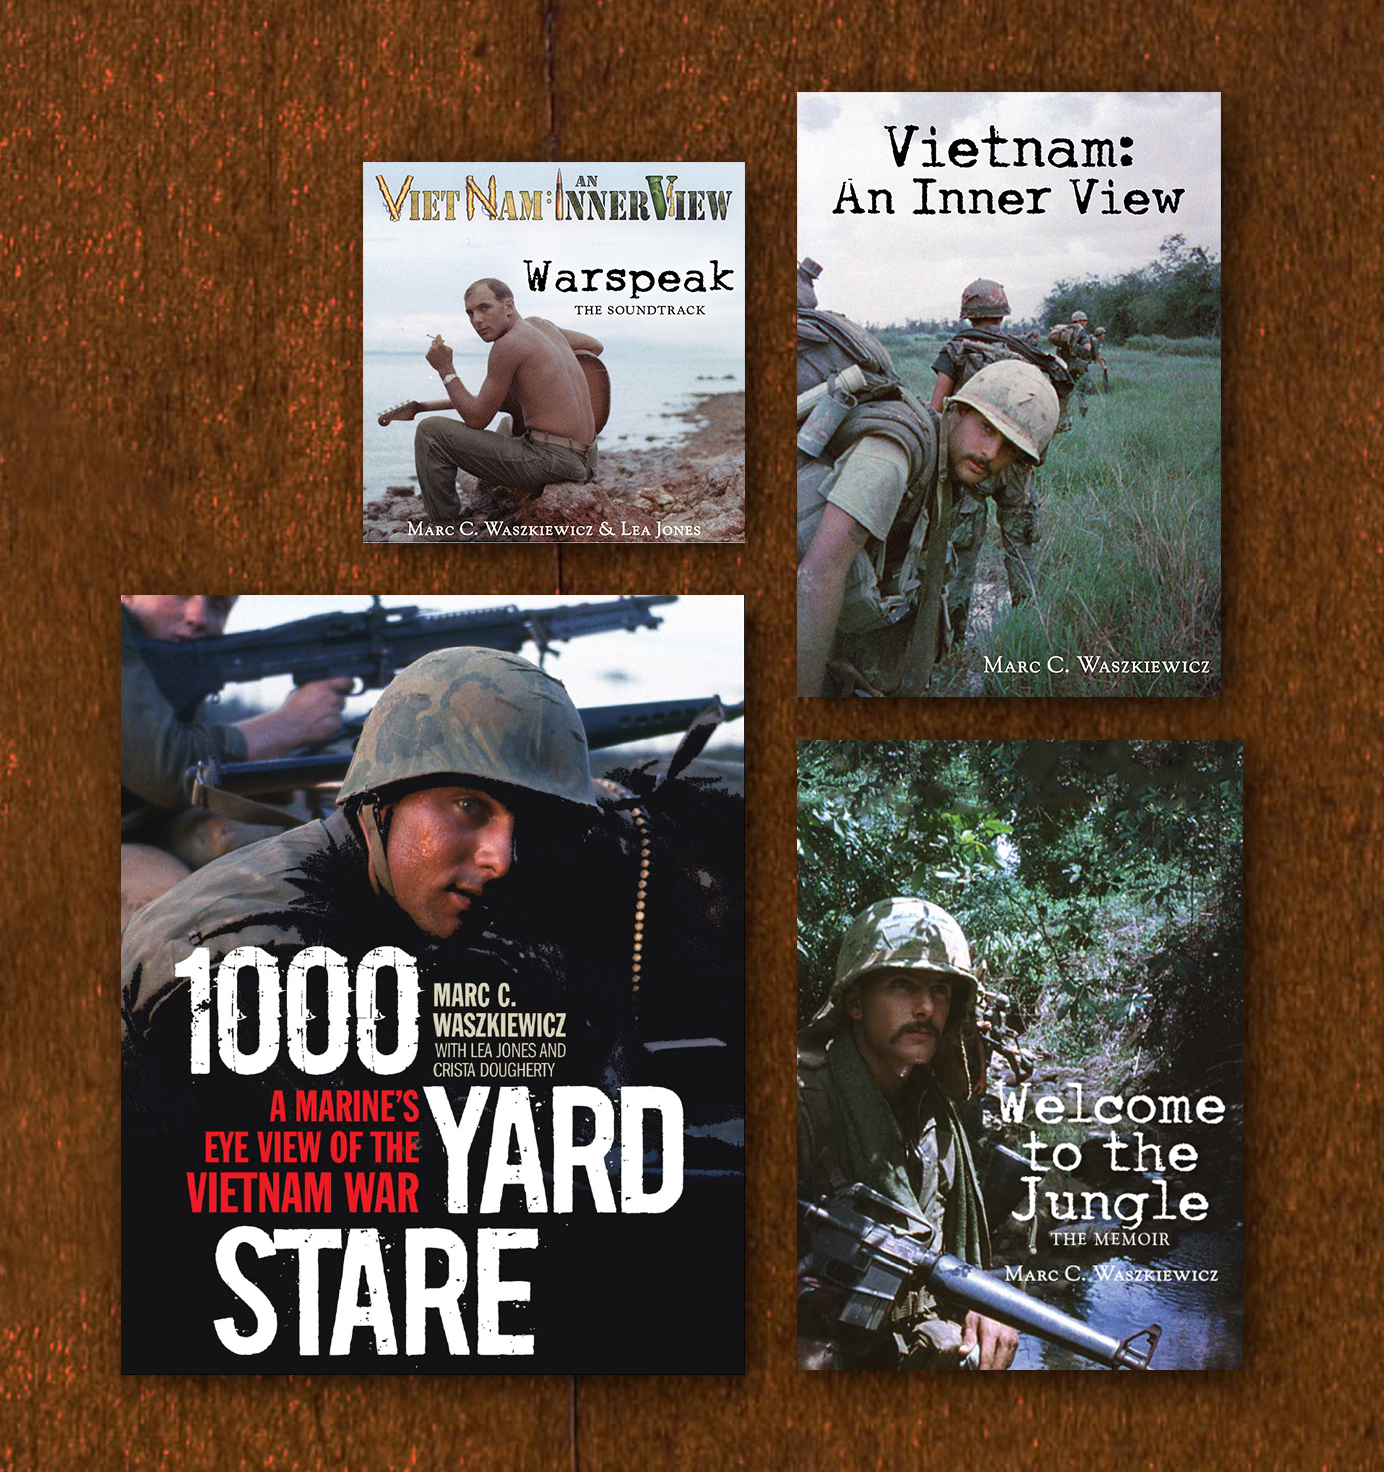 VIET NAM: AN INNER VIEW
Warspeak
THE SOUNDTRACK
MARC C. WASZKIEWICZ & LEA JONES
Vietnam:
An Inner View
MARC C. WASZKIEWICZ
1000
MARC C.
WASZKIEWICZ
WITH LEA JONES AND
CRISTA DOUGHERTY
A MARINE'S
EYE VIEW OF THE
VIETNAM WAR
YARD
STARE
Welcome
to the
Jungle
THE MEMOIR
MARC C. WASZKIEWICZ